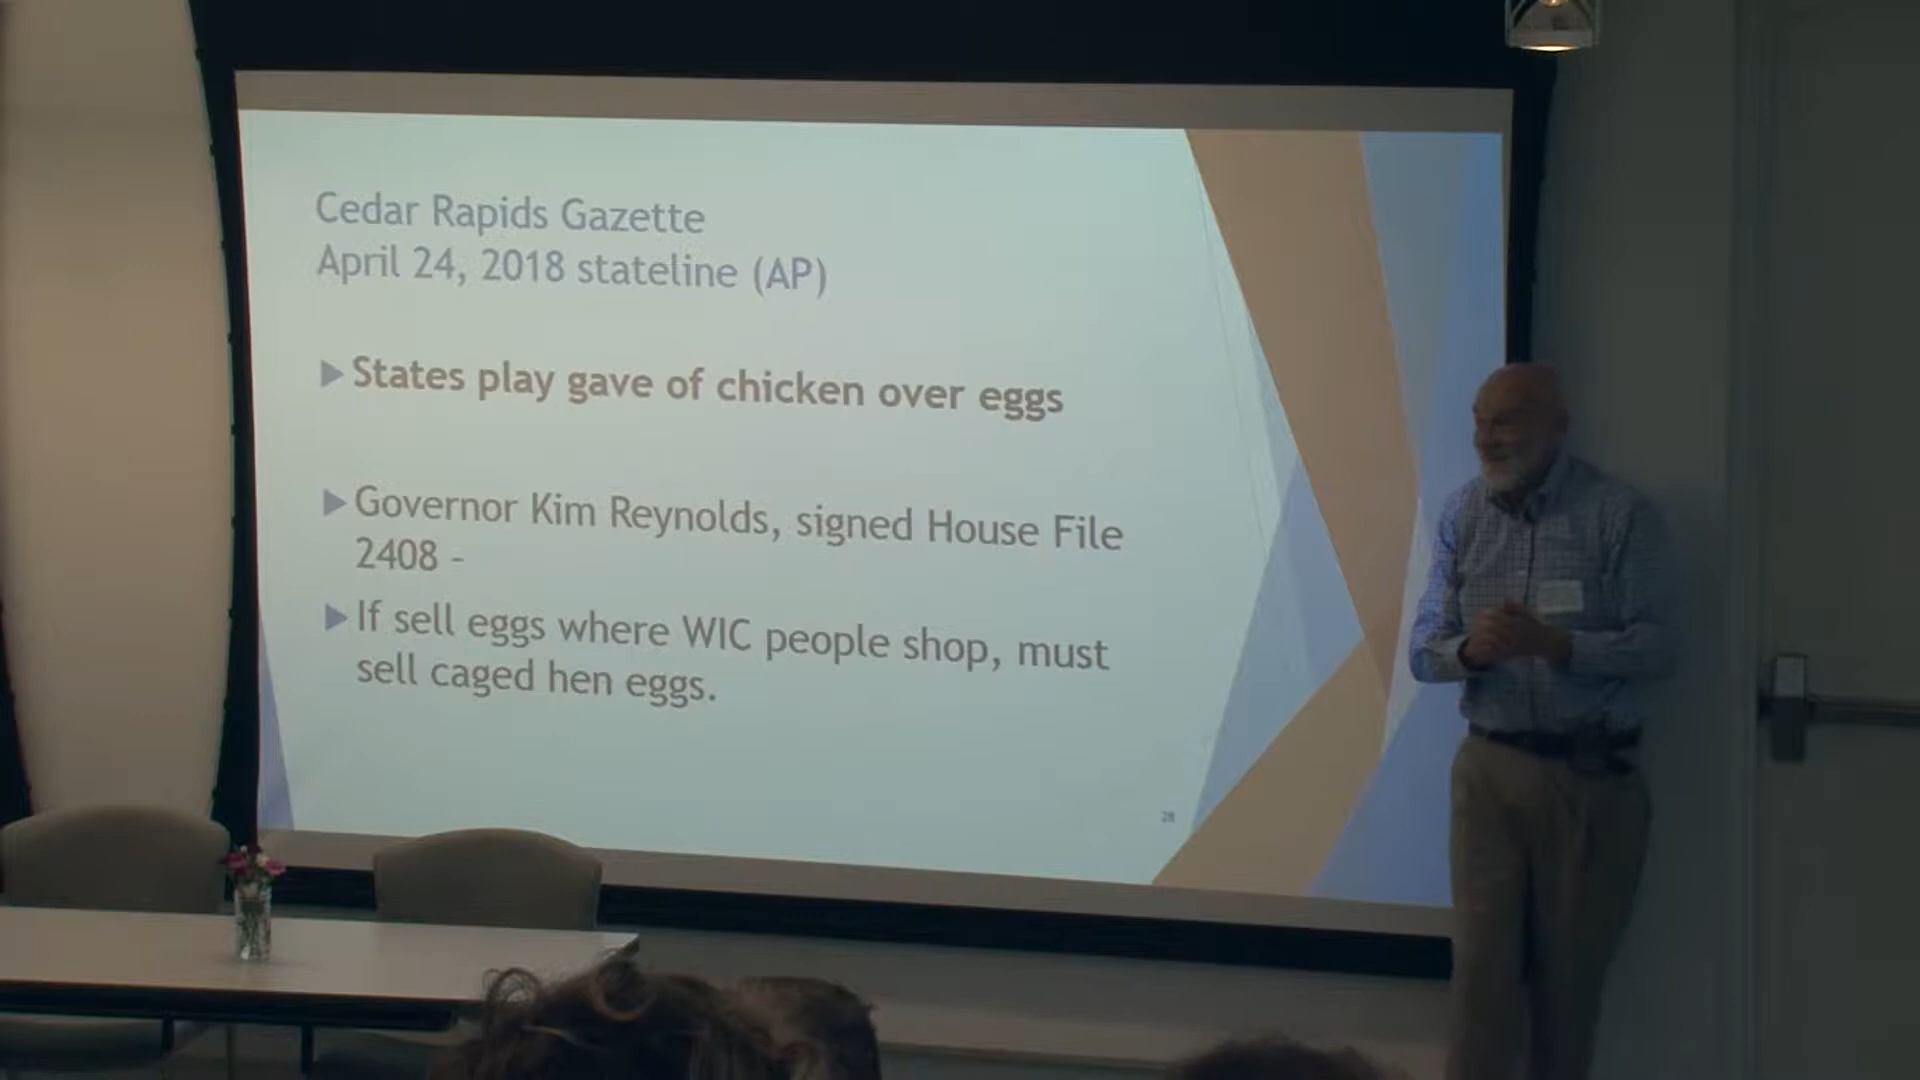 Cedar Rapids Gazette
April 24, 2018 stateline (AP)
States play gave of chicken over eggs
Governor Kim Reynolds, signed House File
2408 -
If sell eggs where WIC people shop, must
sell caged hen eggs.
28